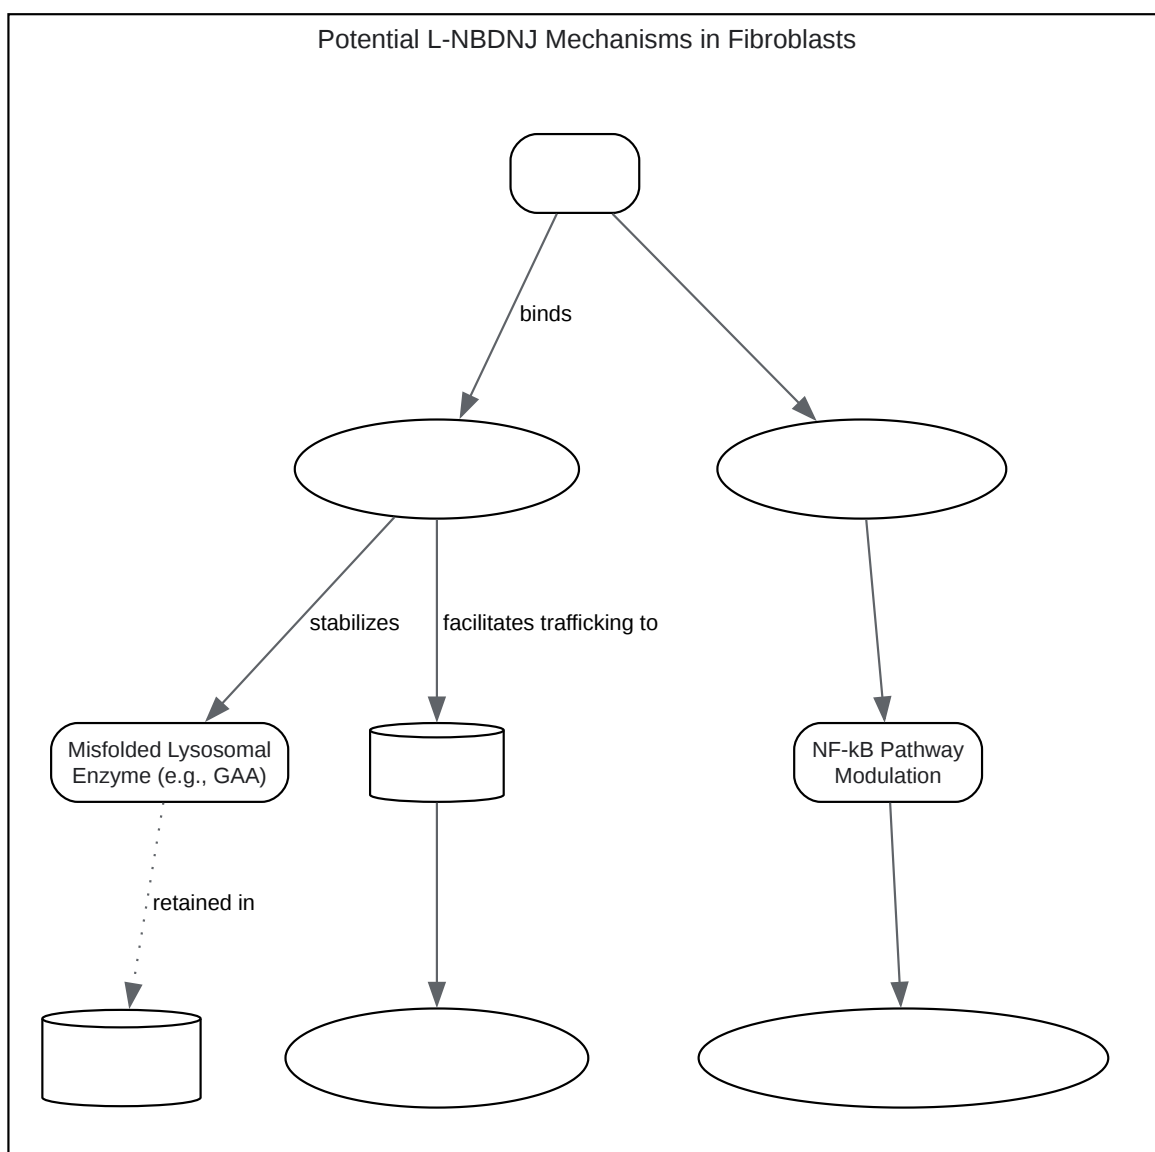 Potential L-NBDNJ Mechanisms in Fibroblasts
binds
stabilizes
facilitates trafficking to
Misfolded Lysosomal
Enzyme (e.g., GAA)
NF-kB Pathway
Modulation
retained in